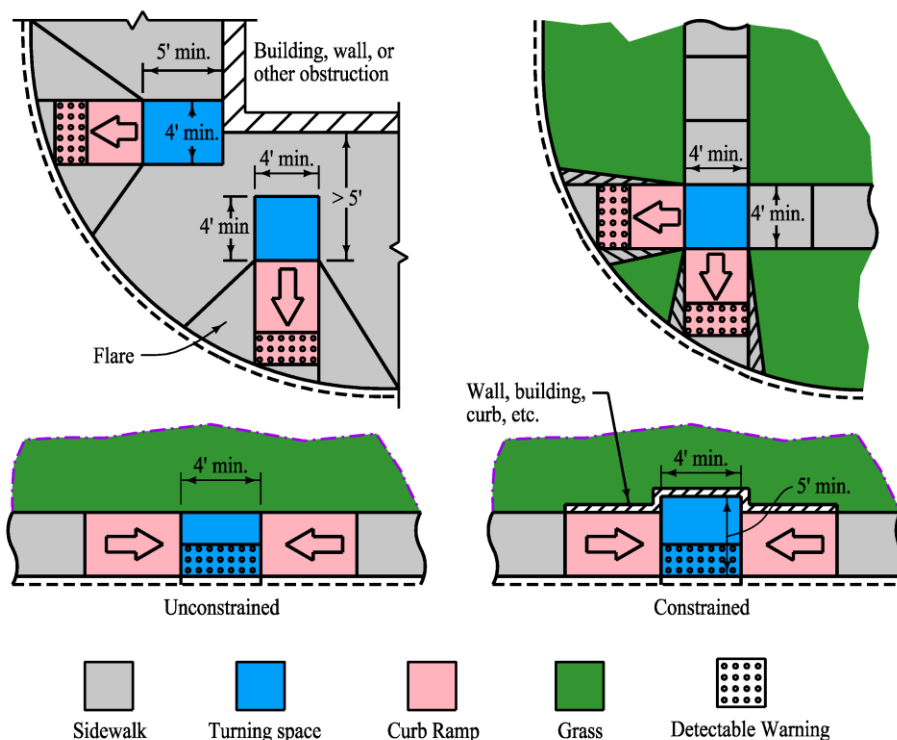 5' min.
Building, wall, or
other obstruction
4' min.
4' min.
> 5'
4' min
Flare
4' min.
4' min.
Wall, building,
curb, etc.
4' min.
Unconstrained
4' min.
5' min.
Constrained
Sidewalk
Turning space
Curb Ramp
Grass
Detectable Warning